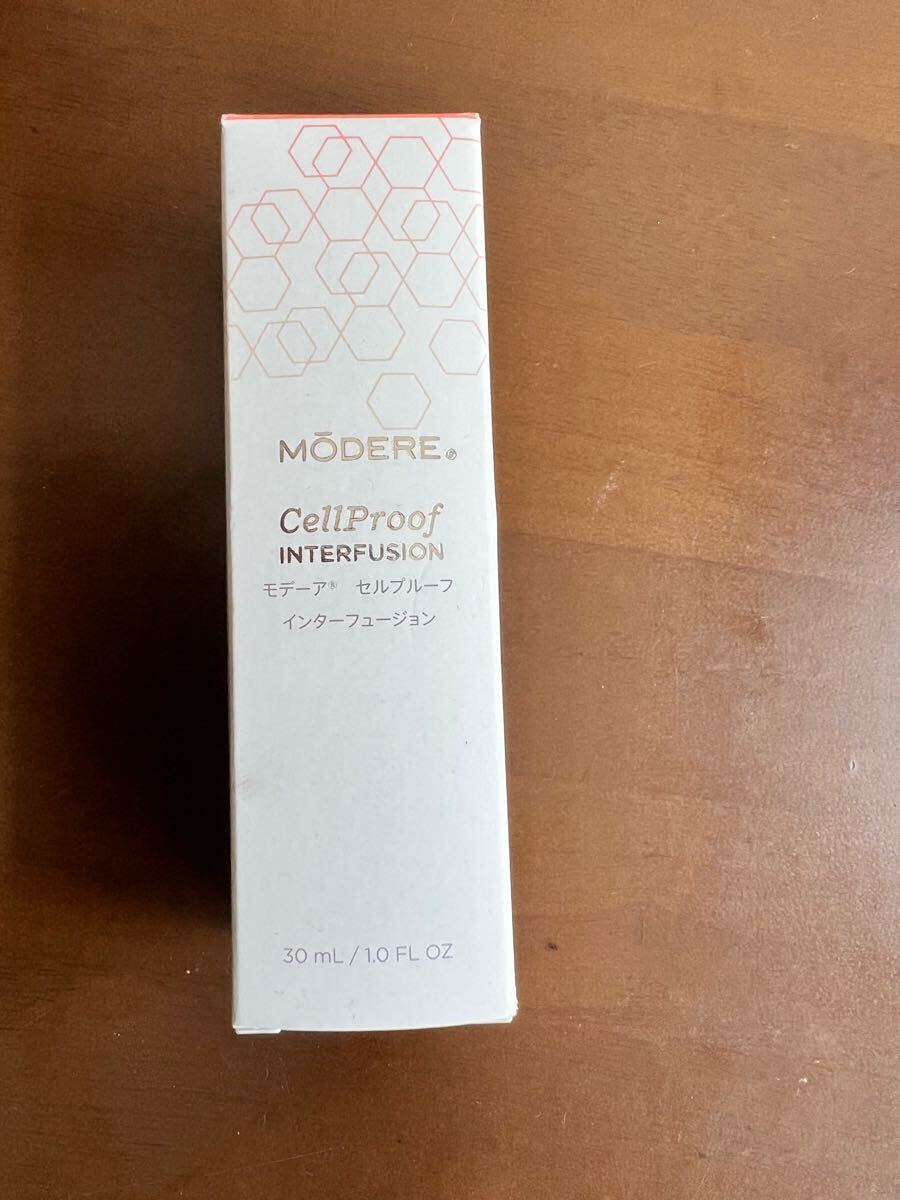 MŌDERE®
CellProof
INTERFUSION
モデーア® セルプルーフ
インターフュージョン
30 mL / 1.0 FL OZ